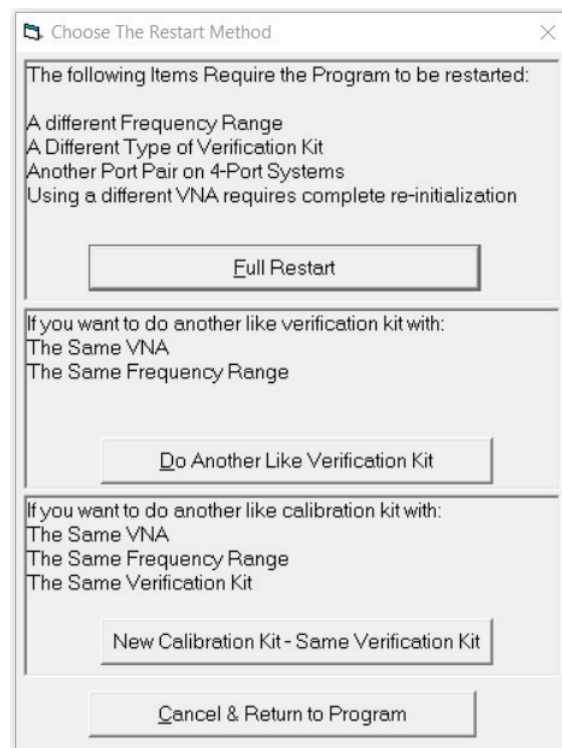 Choose The Restart Method
The following Items Require the Program to be restarted:
A different Frequency Range
A Different Type of Verification Kit
Another Port Pair on 4-Port Systems
Using a different VNA requires complete re-initialization
Full Restart
If you want to do another like verification kit with:
The Same VNA
The Same Frequency Range
Do Another Like Verification Kit
If you want to do another like calibration kit with:
The Same VNA
The Same Frequency Range
The Same Verification Kit
New Calibration Kit - Same Verification Kit
Cancel & Return to Program